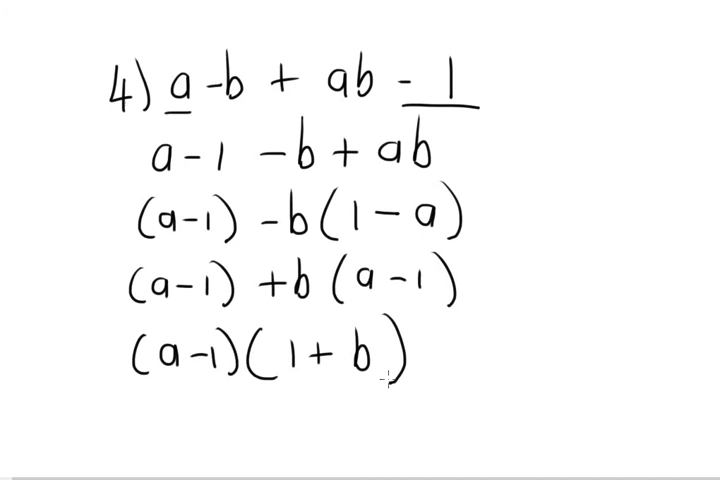 4) a - b + ab - 1
a - 1 - b + ab
(a - 1) - b(1 - a)
(a - 1) + b(a - 1)
(a - 1)(1 + b)